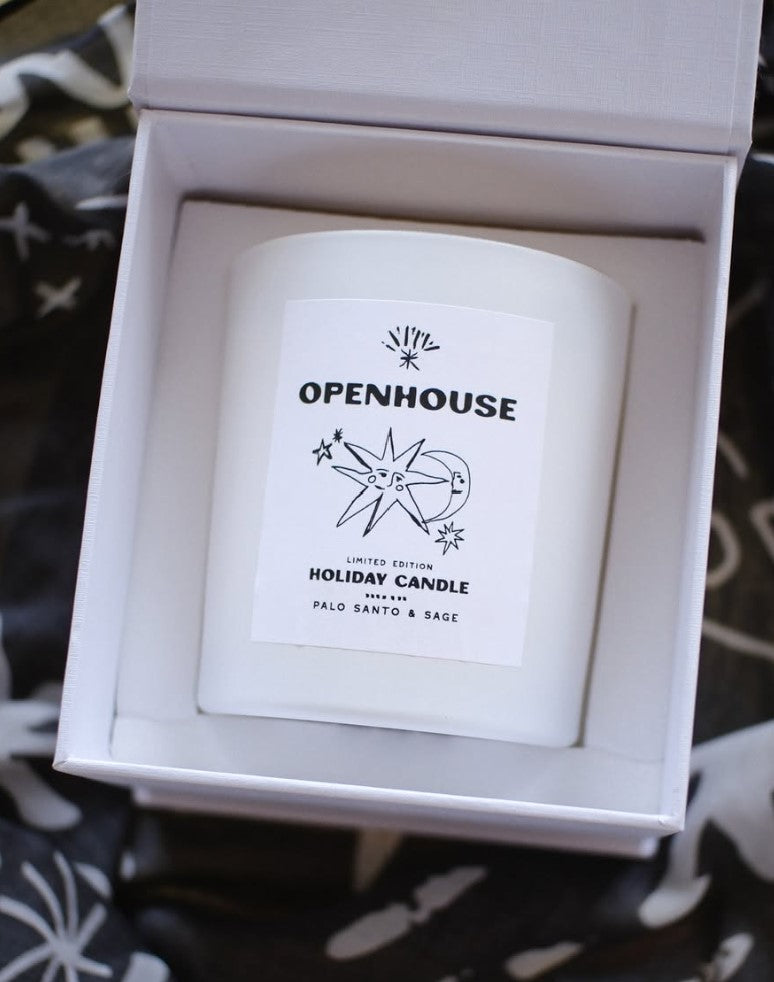 OPENHOUSE
LIMITED EDITION
HOLIDAY CANDLE
PALO SANTO & SAGE